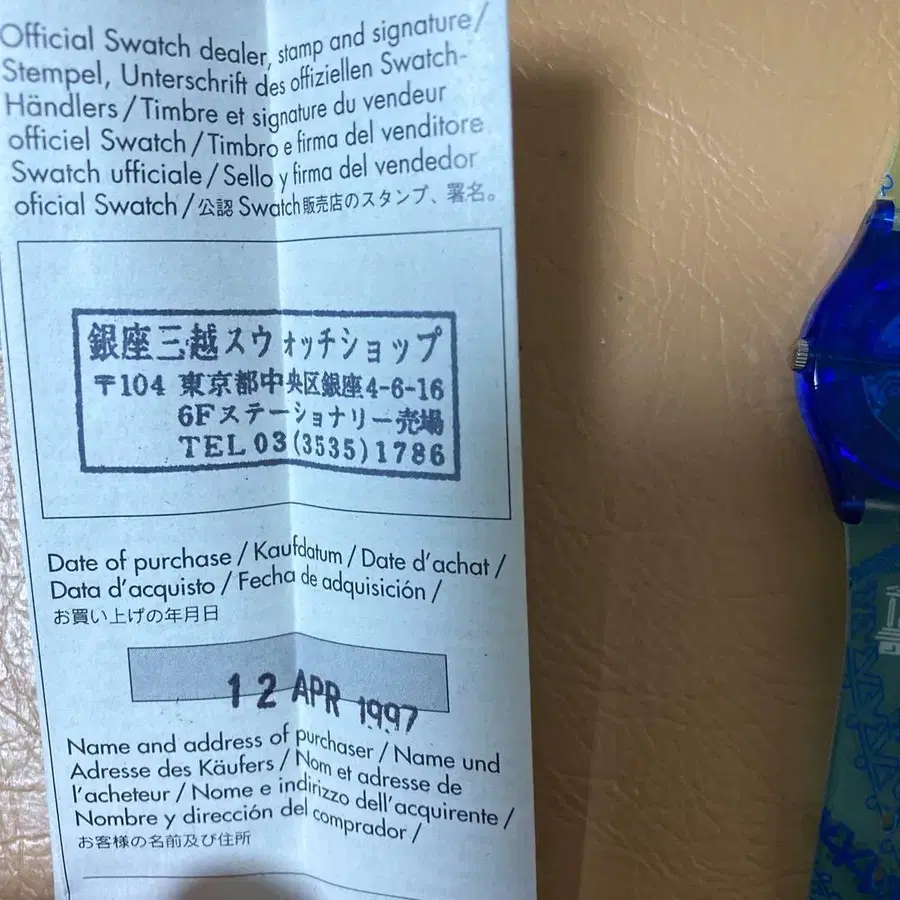 Official Swatch dealer, stamp and signature/
Stempel, Unterschrift des offiziellen Swatch-
Händlers/Timbre et signature du vendeur
officiel Swatch/Timbro e firma del venditore
Swatch ufficiale/Sello y firma del vendedor
oficial Swatch/公認Swatch販売店のスタンプ、署名。
銀座三越スウォッチショップ
〒104 東京都中央区銀座4-6-16
6Fステーショナリー売場
TEL 03(3535)1786
Date of purchase/Kaufdatum/Date d'achat/
Data d'acquisto/Fecha de adquisición/
お買い上げの年月日
12 APR 1997
Name and address of purchaser/Name und
Adresse des Käufers/Nom et adresse de
l'acheteur/Nome e indirizzo dell'acquirente/
Nombre y dirección del comprador/
お客様の名前及び住所